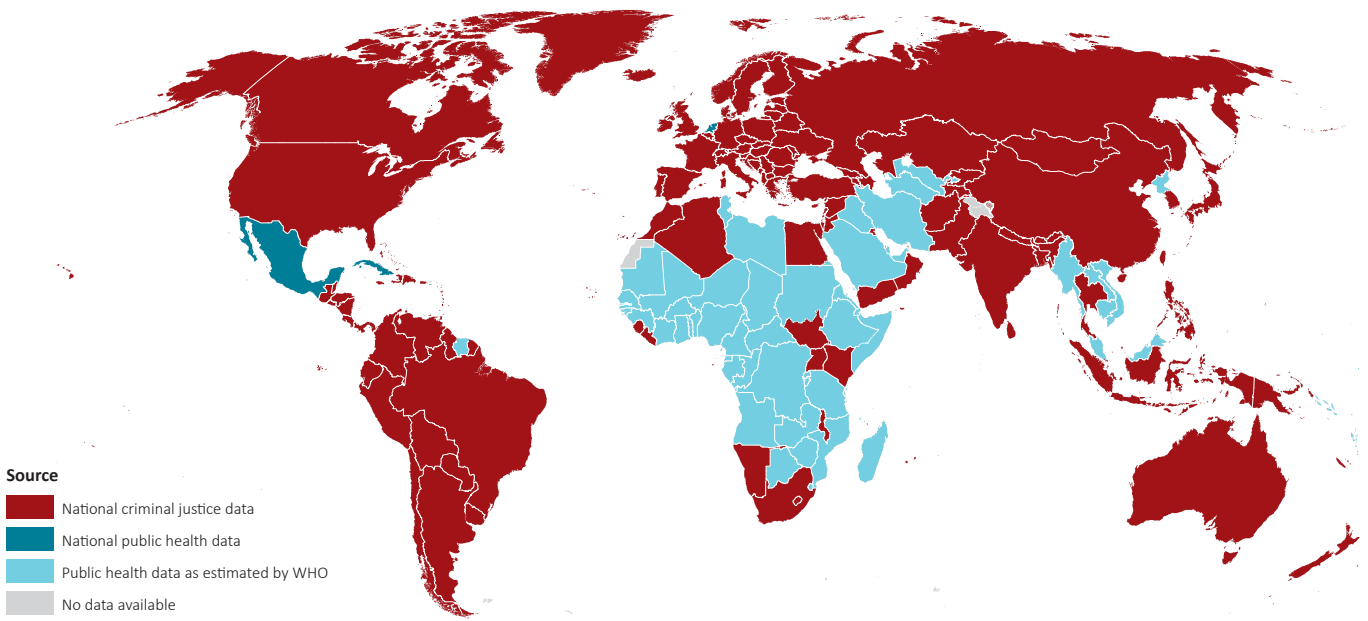 Source
National criminal justice data
National public health data
Public health data as estimated by WHO
No data available